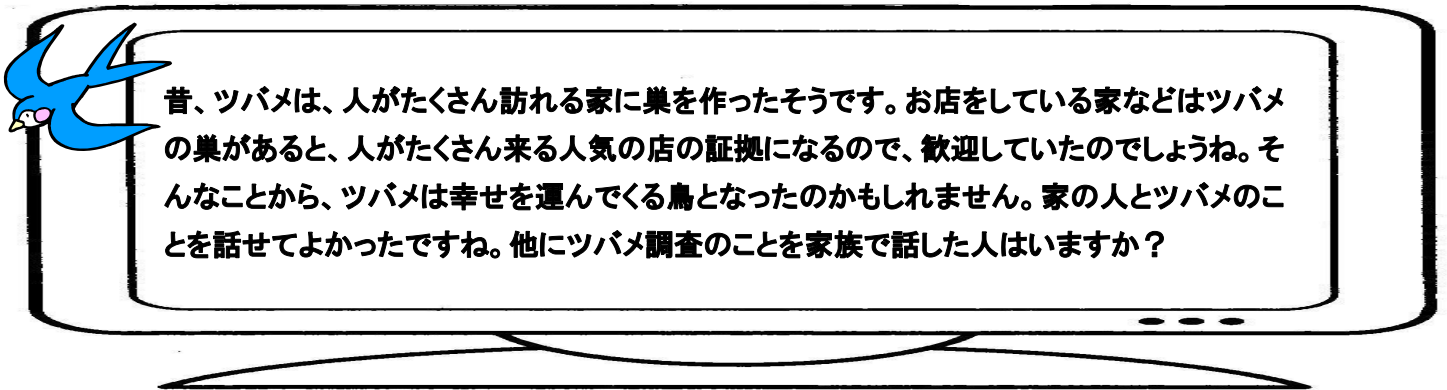 昔、ツバメは、人がたくさん訪れる家に巣を作ったそうです。お店をしている家などはツバメ
の巣があると、人がたくさん来る人気の店の証拠になるので、歓迎していたのでしょうね。そ
んなことから、ツバメは幸せを運んでくる鳥となったのかもしれません。家の人とツバメのこ
とを話せてよかったですね。他にツバメ調査のことを家族で話した人はいますか？